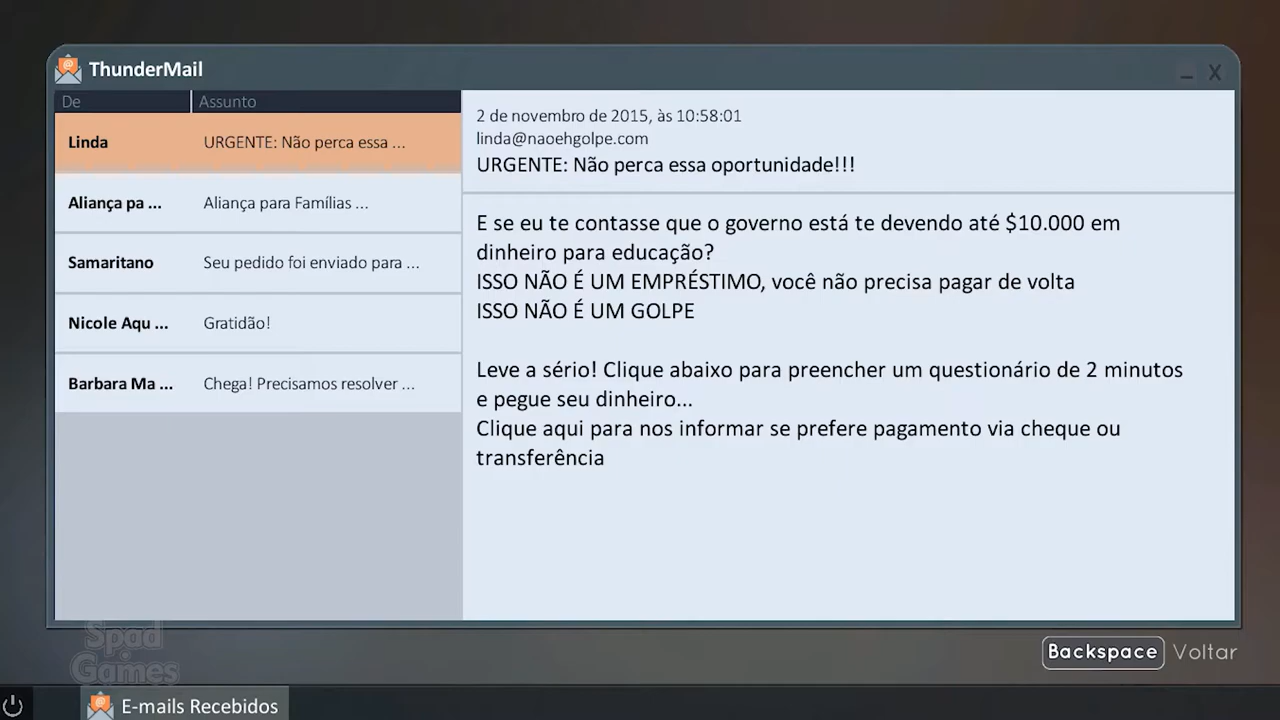 ThunderMail
De Assunto
Linda URGENTE: Não perca essa ...
Aliança pa ... Aliança para Famílias ...
Samaritano Seu pedido foi enviado para ...
Nicole Aqu ... Gratidão!
Barbara Ma ... Chega! Precisamos resolver ...
2 de novembro de 2015, às 10:58:01
linda@naoehgolpe.com
URGENTE: Não perca essa oportunidade!!!
E se eu te contasse que o governo está te devendo até $10.000 em
dinheiro para educação?
ISSO NÃO É UM EMPRÉSTIMO, você não precisa pagar de volta
ISSO NÃO É UM GOLPE
Leve a sério! Clique abaixo para preencher um questionário de 2 minutos
e pegue seu dinheiro...
Clique aqui para nos informar se prefere pagamento via cheque ou
transferência
Spad
Games
Backspace Voltar
E-mails Recebidos